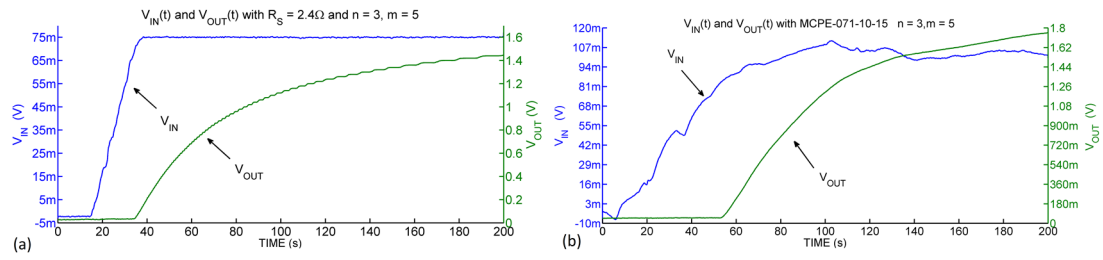 V_IN(t) and V_OUT(t) with R_S = 2.4Ω and n = 3, m = 5
75m
65m
55m
45m
35m
25m
15m
5m
-5m
V_IN (V)
1.6
1.4
1.2
1.0
0.8
0.6
0.4
0.2
0
V_OUT (V)
V_IN
V_OUT
0 20 40 60 80 100 120 140 160 180 200
TIME (s)
(a)
V_IN(t) and V_OUT(t) with MCPE-071-10-15 n = 3,m = 5
120m
107m
94m
81m
68m
55m
42m
29m
16m
3m
-10m
V_IN (V)
1.8
1.62
1.44
1.26
1.08
900m
720m
540m
360m
180m
0
V_OUT (V)
V_IN
V_OUT
0 20 40 60 80 100 120 140 160 180 200
TIME (s)
(b)